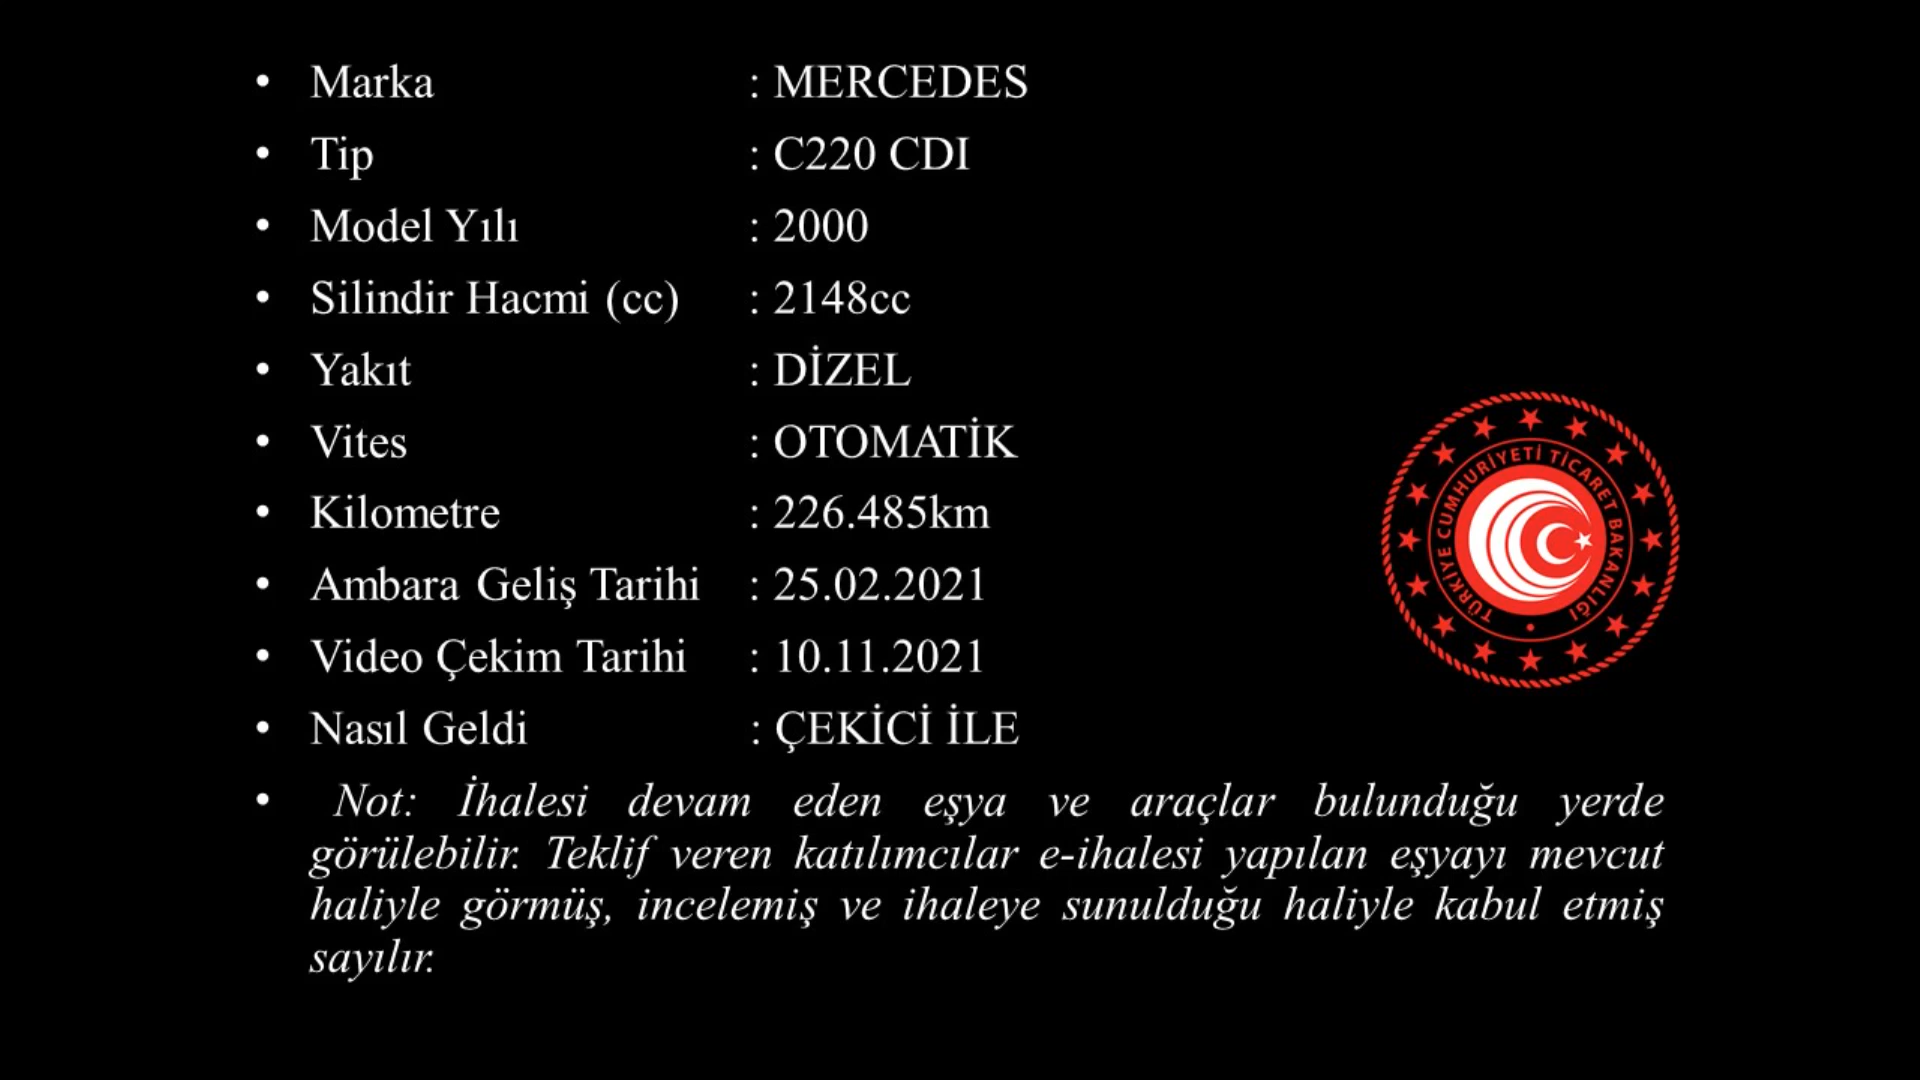 • Marka : MERCEDES
• Tip : C220 CDI
• Model Yılı : 2000
• Silindir Hacmi (cc) : 2148cc
• Yakıt : DİZEL
• Vites : OTOMATİK
• Kilometre : 226.485km
• Ambara Geliş Tarihi : 25.02.2021
• Video Çekim Tarihi : 10.11.2021
• Nasıl Geldi : ÇEKİCİ İLE
• Not: İhalesi devam eden eşya ve araçlar bulunduğu yerde
görülebilir. Teklif veren katılımcılar e-ihalesi yapılan eşyayı mevcut
haliyle görmüş, incelemiş ve ihaleye sunulduğu haliyle kabul etmiş
sayılır.
TÜRKİYE CUMHURİYETİ TİCARET BAKANLIĞI